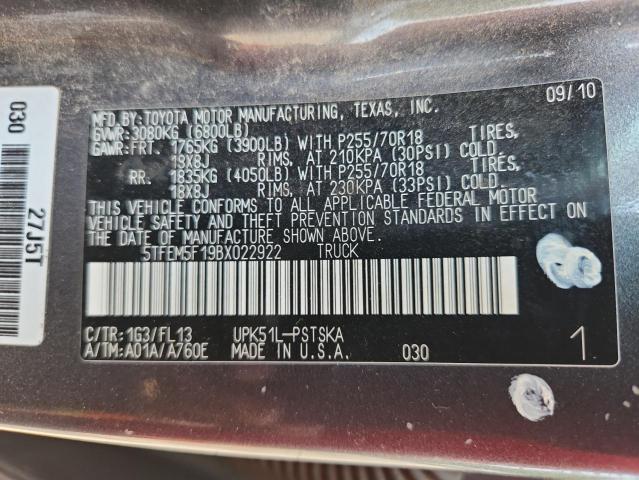 MFD.BY:TOYOTA MOTOR MANUFACTURING, TEXAS, INC. 09/10
GVWR:3080KG (6800LB)
GAWR:FRT. 1765KG (3900LB) WITH P255/70R18 TIRES,
19X8J RIMS, AT 210KPA (30PSI) COLD.
RR. 1835KG (4050LB) WITH P255/70R18 TIRES,
18X8J RIMS, AT 230KPA (33PSI) COLD.
THIS VEHICLE CONFORMS TO ALL APPLICABLE FEDERAL MOTOR
VEHICLE SAFETY AND THEFT PREVENTION STANDARDS IN EFFECT ON
THE DATE OF MANUFACTURE SHOWN ABOVE.
5TFEM5F19BX022922 TRUCK
C/TR:1G3/FL13 UPK51L-PSTSKA
A/TM:A01A/A760E MADE IN U.S.A. 030 1
030
27J5T